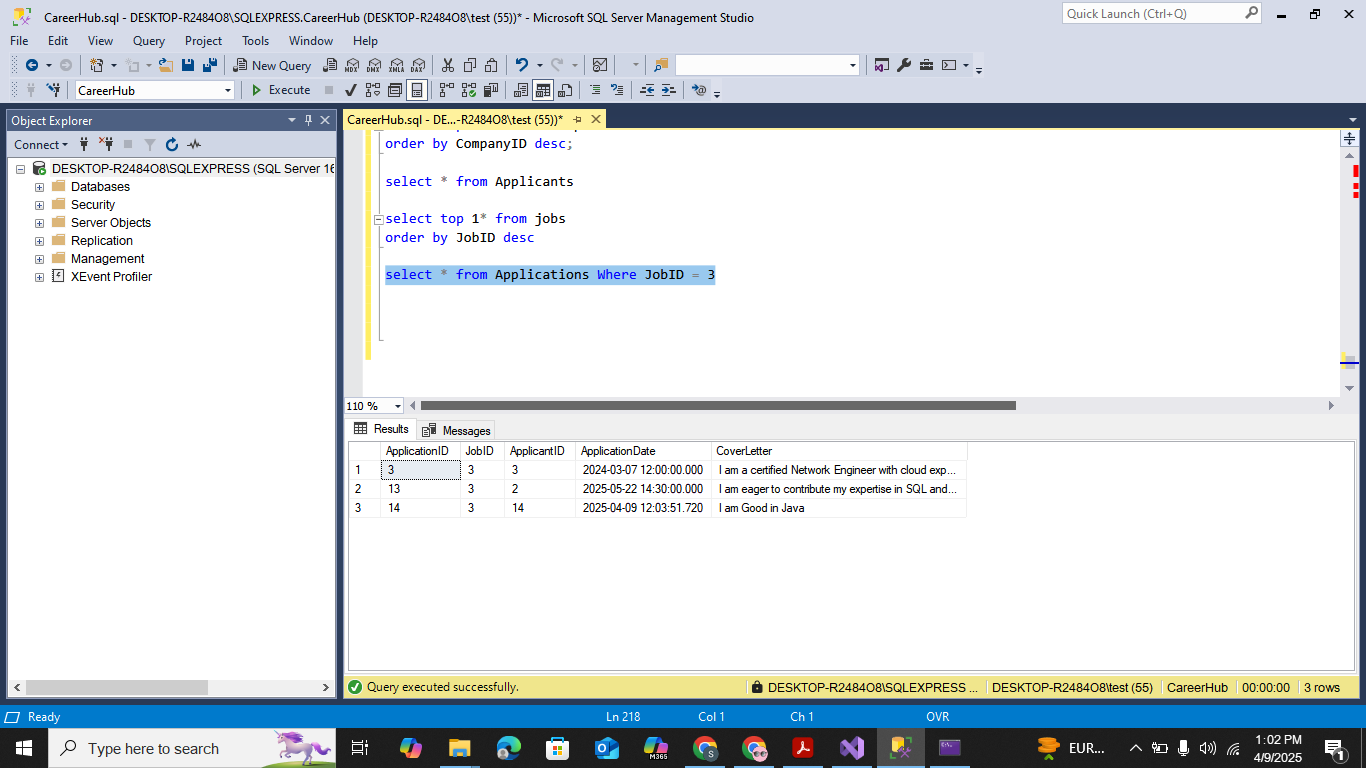 CareerHub.sql - DESKTOP-R2484O8\SQLEXPRESS.CareerHub (DESKTOP-R2484O8\test (55))* - Microsoft SQL Server Management Studio
Quick Launch (Ctrl+Q)
File Edit View Query Project Tools Window Help
New Query MDX DMX XMLA DAX
CareerHub Execute
Object Explorer
CareerHub.sql - DE...-R2484O8\test (55))*
Connect
DESKTOP-R2484O8\SQLEXPRESS (SQL Server 16
Databases
Security
Server Objects
Replication
Management
XEvent Profiler
order by CompanyID desc;
select * from Applicants
select top 1* from jobs
order by JobID desc
select * from Applications Where JobID = 3
110 %
Results Messages
ApplicationID JobID ApplicantID ApplicationDate CoverLetter
1 3 3 3 2024-03-07 12:00:00.000 I am a certified Network Engineer with cloud exp...
2 13 3 2 2025-05-22 14:30:00.000 I am eager to contribute my expertise in SQL and...
3 14 3 14 2025-04-09 12:03:51.720 I am Good in Java
Query executed successfully. DESKTOP-R2484O8\SQLEXPRESS ... DESKTOP-R2484O8\test (55) CareerHub 00:00:00 3 rows
Ready Ln 218 Col 1 Ch 1 OVR
Type here to search M365 S EUR... 1:02 PM
4/9/2025 1